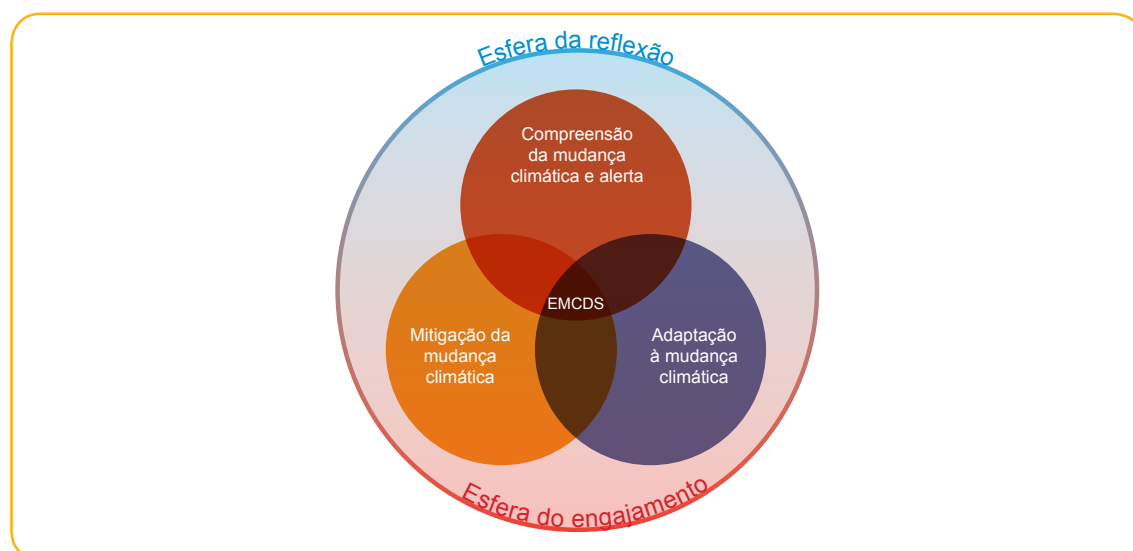 Esfera da reflexão
Compreensão
da mudança
climática e alerta
EMCDS
Mitigação da
mudança
climática
Adaptação
à mudança
climática
Esfera do engajamento